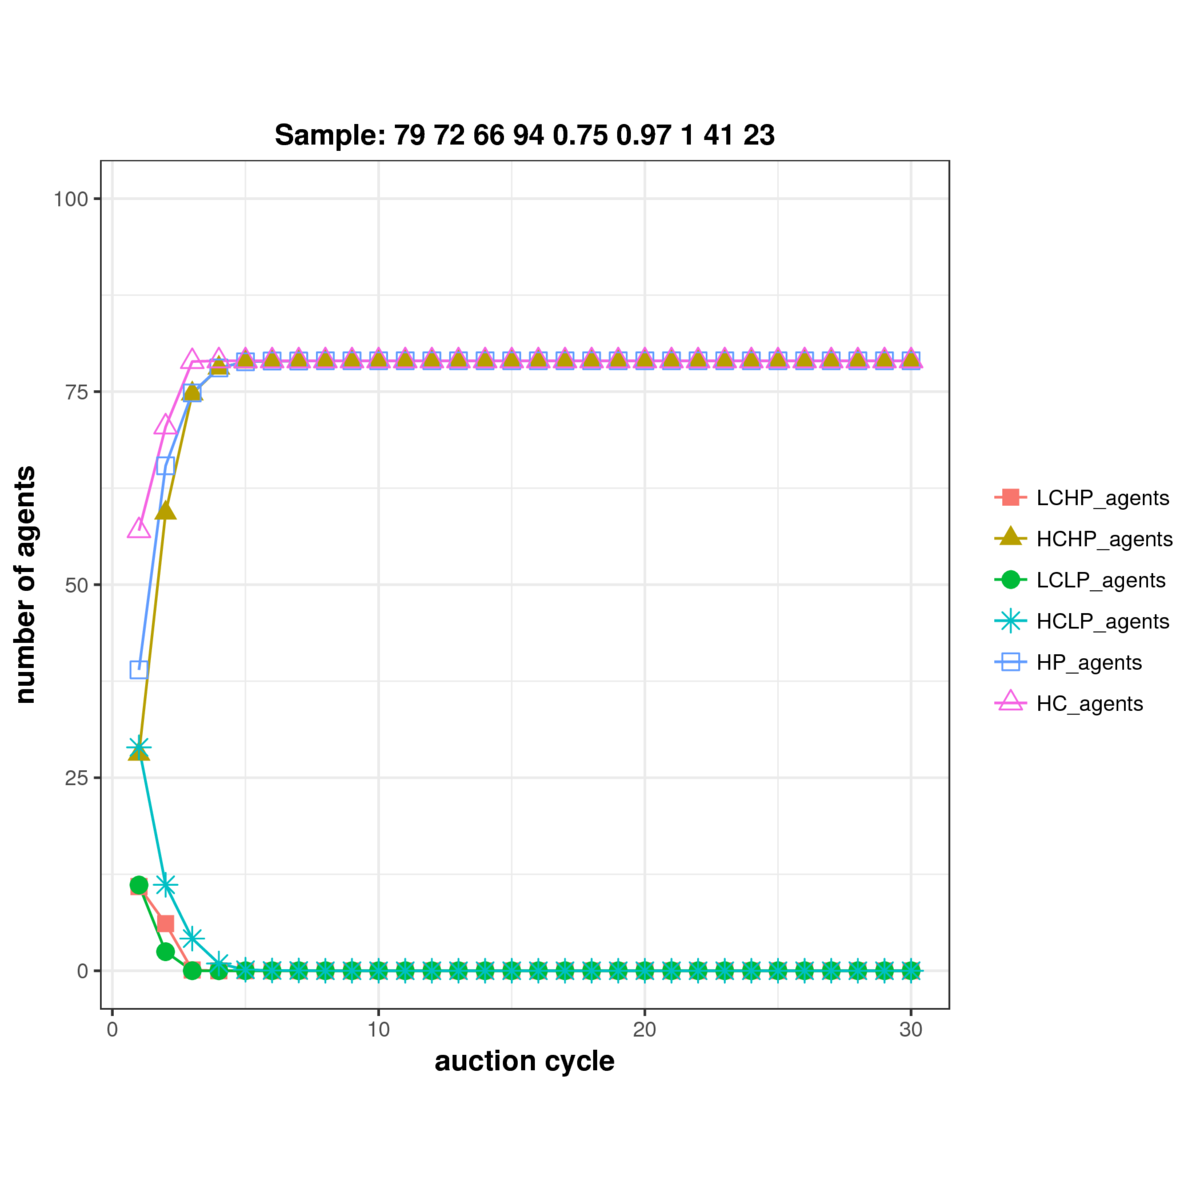 Sample: 79 72 66 94 0.75 0.97 1 41 23
number of agents
100
75
50
25
0
0 10 20 30
auction cycle
LCHP_agents
HCHP_agents
LCLP_agents
HCLP_agents
HP_agents
HC_agents